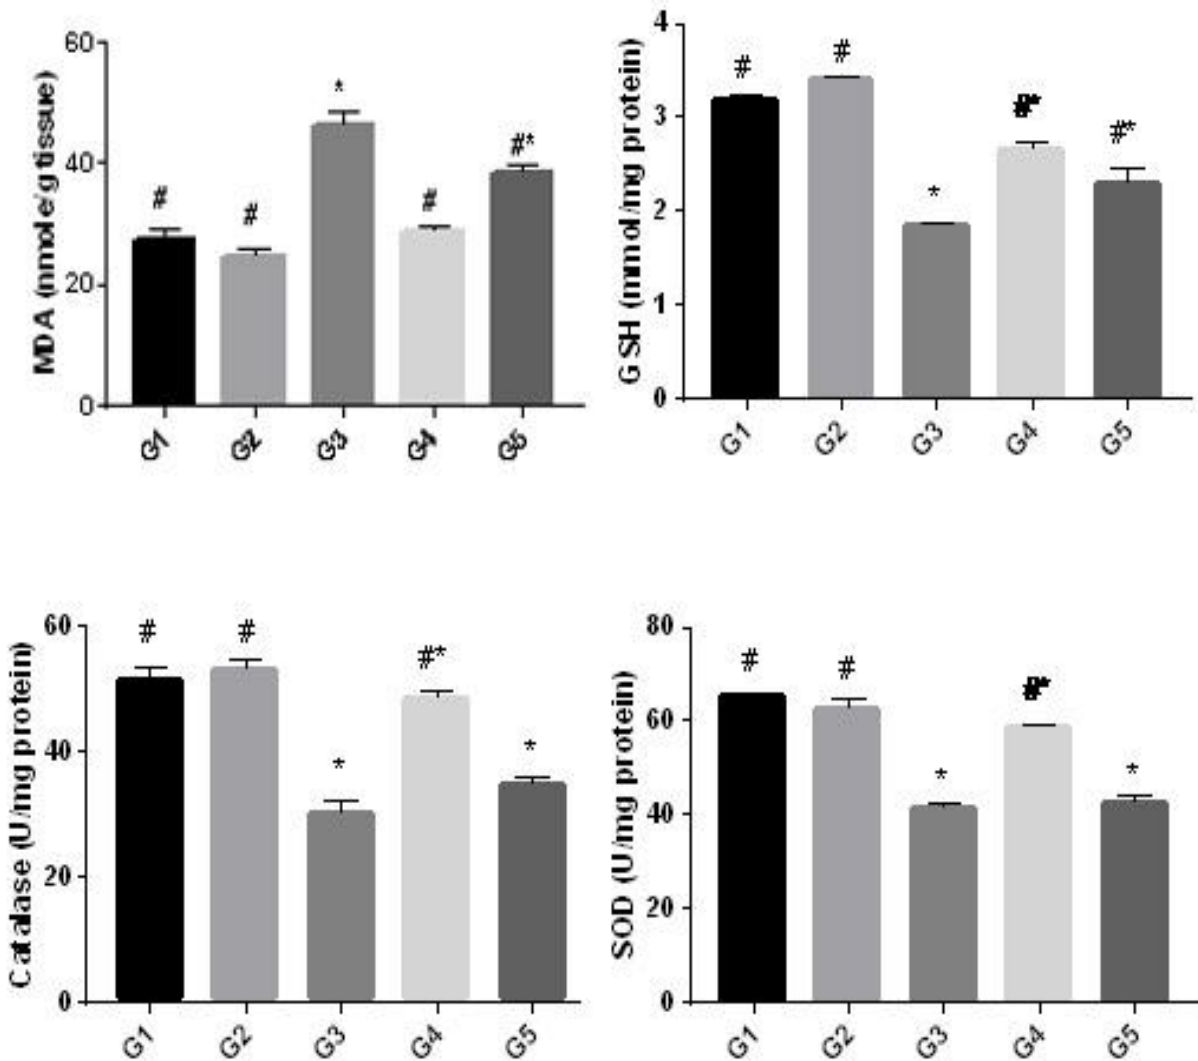 MDA (nmole/gtissue)
60
40
20
0
#
#
*
#
#*
G1
G2
G3
G4
G5
GSH (mmol/mg protein)
4
3
2
1
0
#
#
*
#*
#*
G1
G2
G3
G4
G5
Catalase (U/mg protein)
60
40
20
0
#
#
*
#*
*
G1
G2
G3
G4
G5
SOD (U/mg protein)
80
60
40
20
0
#
#
*
#*
*
G1
G2
G3
G4
G5